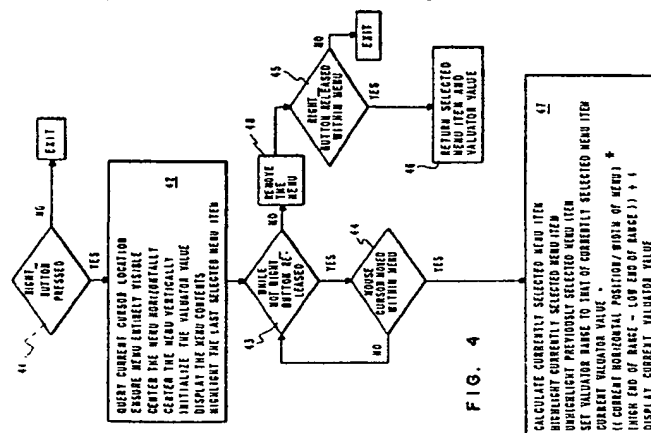 41
RIGHT
BUTTON
PRESSED
NO
EXIT
YES
42
QUERY CURRENT CURSOR LOCATION
ENSURE MENU ENTIRELY VISIBLE
CENTER THE MENU HORIZONTALLY
CENTER THE MENU VERTICALLY
INITIALIZE THE VALUATOR VALUE
DISPLAY THE MENU CONTENTS
HIGHLIGHT THE LAST SELECTED MENU ITEM
43
WHILE
NOT RIGHT
BUTTON RE-
LEASED
NO
48
REMOVE
THE
MENU
45
RIGHT
BUTTON RELEASED
WITHIN MENU
NO
EXIT
YES
46
RETURN SELECTED
MENU ITEM AND
VALUATOR VALUE
YES
44
MOUSE
CURSOR MOVED
WITHIN MENU
NO
YES
47
CALCULATE CURRENTLY SELECTED MENU ITEM
HIGHLIGHT CURRENTLY SELECTED MENU ITEM
UNHIGHLIGHT PREVIOUSLY SELECTED MENU ITEM
SET VALUATOR RANGE TO THAT OF CURRENTLY SELECTED MENU ITEM
CURRENT VALUATOR VALUE =
(( CURRENT HORIZONTAL POSITION/ WIDTH OF MENU) *
(HIGH END OF RANGE - LOW END OF RANGE )) +
DISPLAY CURRENT VALUATOR VALUE
FIG. 4